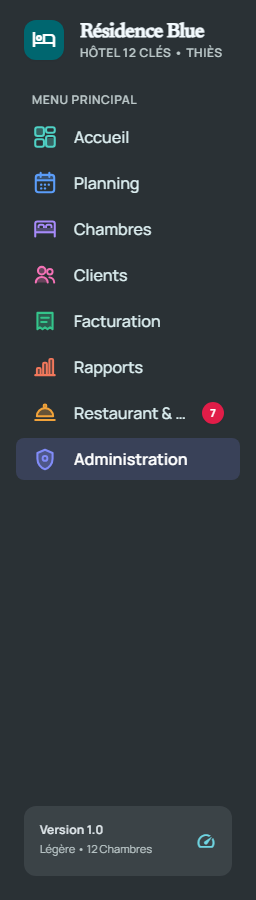 Résidence Blue
HÔTEL 12 CLÉS • THIÈS
MENU PRINCIPAL
Accueil
Planning
Chambres
Clients
Facturation
Rapports
Restaurant & ... 7
Administration
Version 1.0
Légère • 12 Chambres